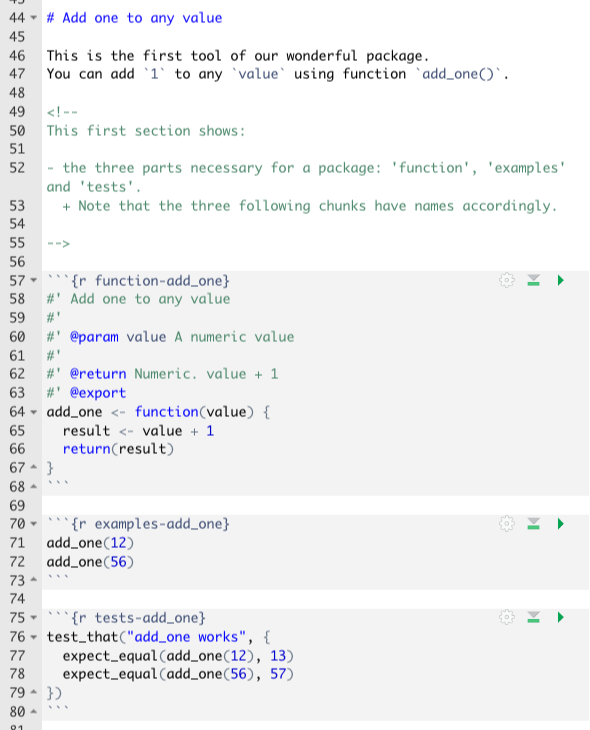 44 # Add one to any value
45
46 This is the first tool of our wonderful package.
47 You can add `1` to any `value` using function `add_one()`.
48
49 <!--
50 This first section shows:
51
52 - the three parts necessary for a package: 'function', 'examples'
and 'tests'.
53   + Note that the three following chunks have names accordingly.
54
55 -->
56
57 ```{r function-add_one}
58 #' Add one to any value
59 #'
60 #' @param value A numeric value
61 #'
62 #' @return Numeric. value + 1
63 #' @export
64 add_one <- function(value) {
65   result <- value + 1
66   return(result)
67 }
68 ```
69
70 ```{r examples-add_one}
71 add_one(12)
72 add_one(56)
73 ```
74
75 ```{r tests-add_one}
76 test_that("add_one works", {
77   expect_equal(add_one(12), 13)
78   expect_equal(add_one(56), 57)
79 })
80 ```